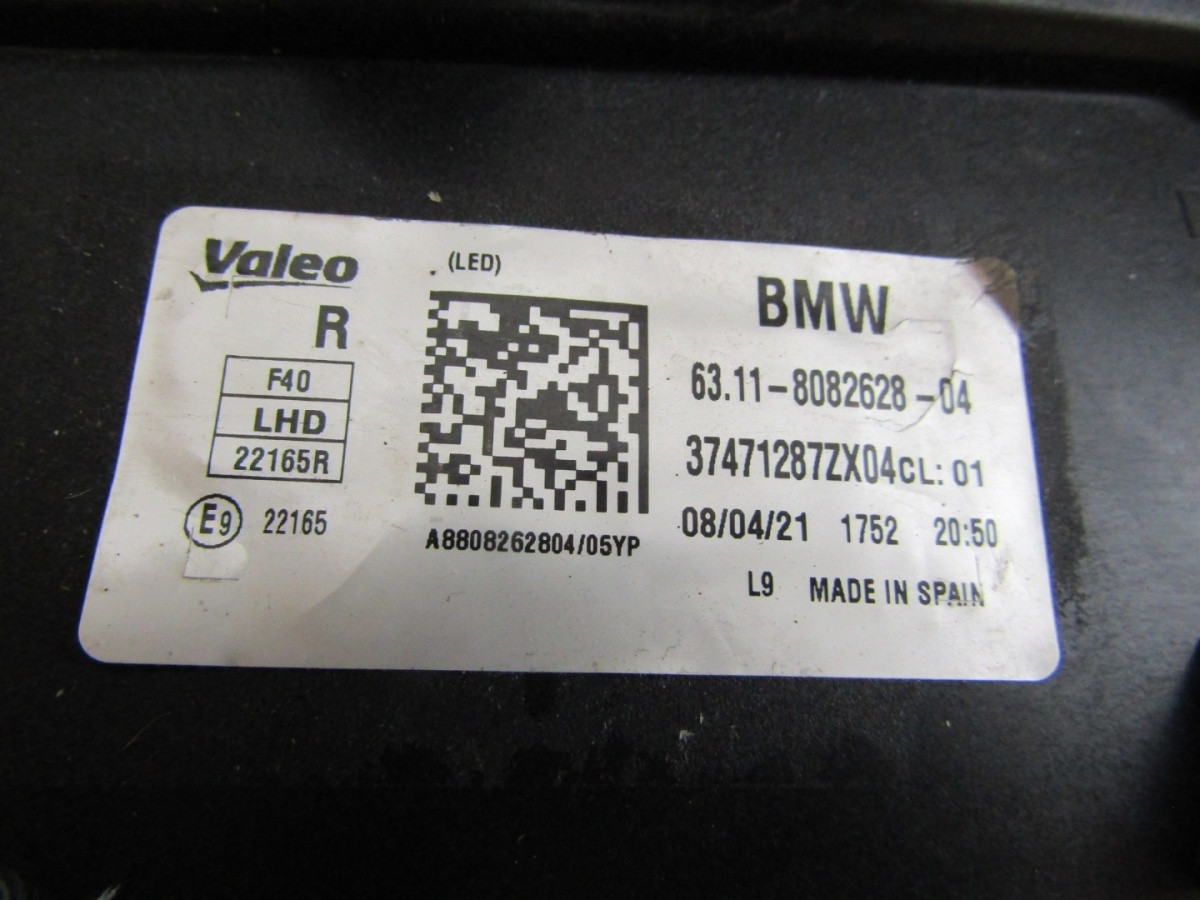 Valeo
(LED)
R
F40
LHD
22165R
E9 22165
A8808262804/05YP
BMW
63.11-8082628-04
37471287ZX04CL:01
08/04/21 1752 20:50
L9 MADE IN SPAIN